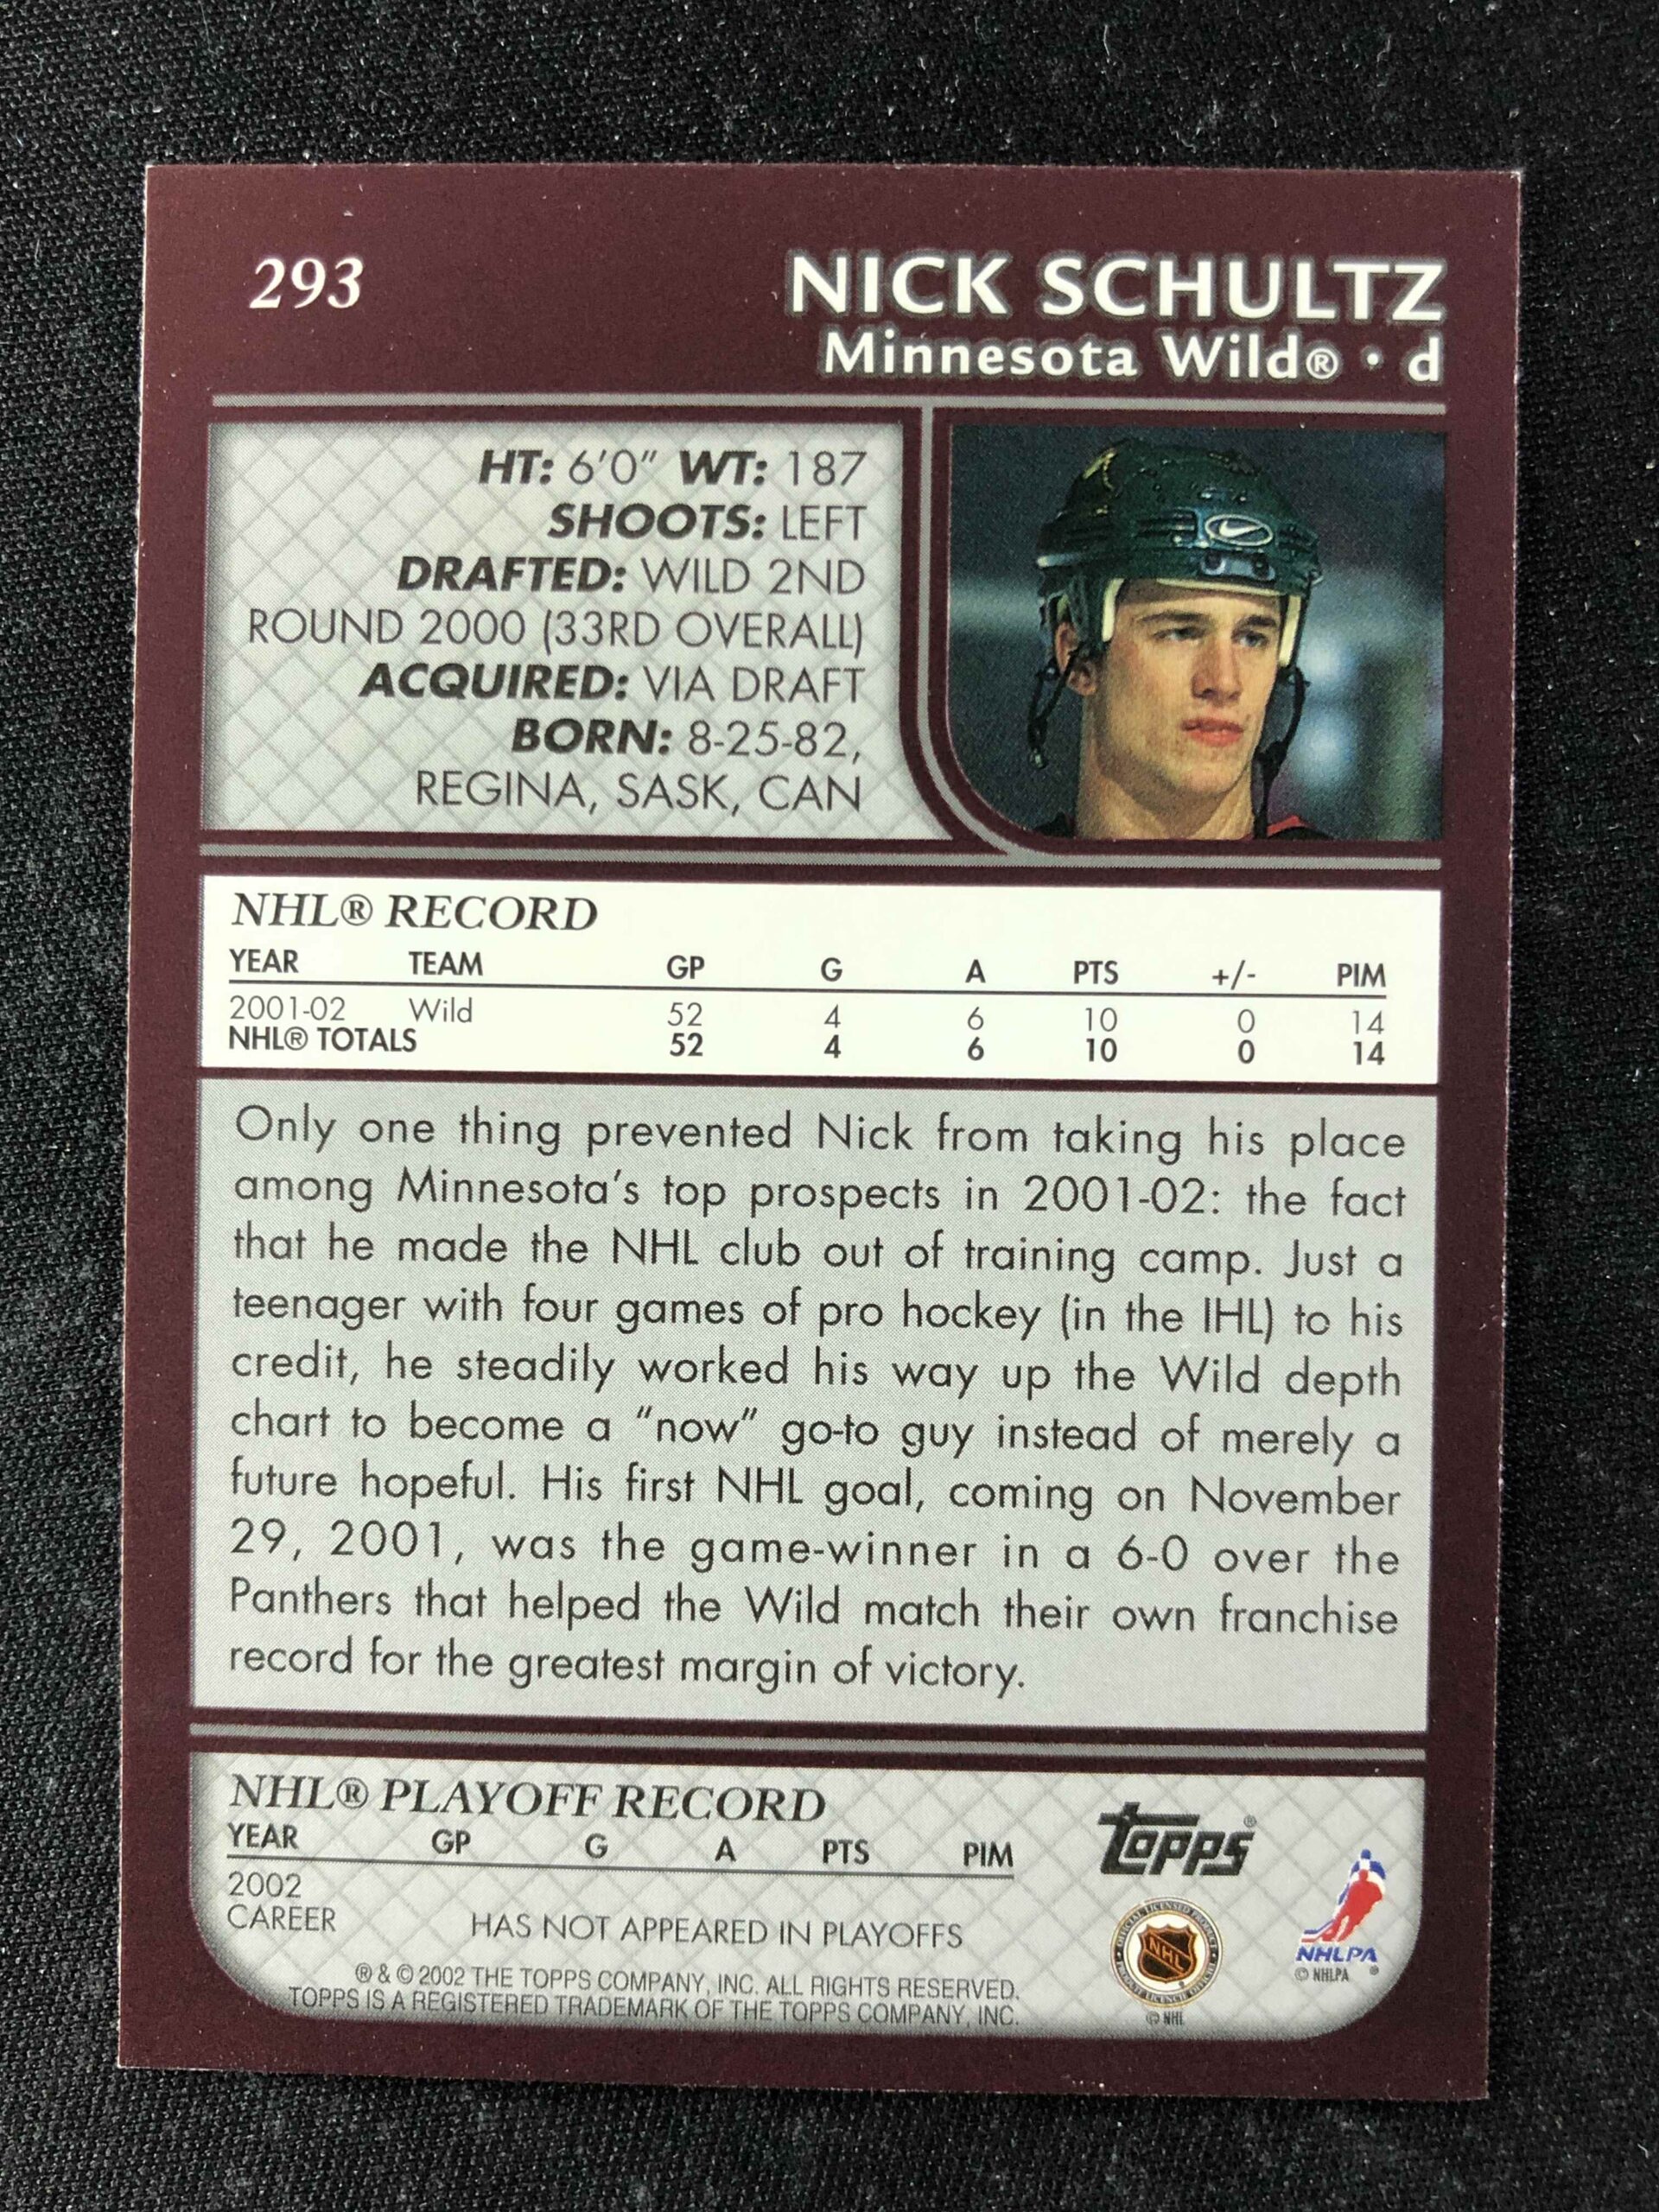 293
NICK SCHULTZ
Minnesota Wild® • d
HT: 6'0" WT: 187
SHOOTS: LEFT
DRAFTED: WILD 2ND
ROUND 2000 (33RD OVERALL)
ACQUIRED: VIA DRAFT
BORN: 8-25-82,
REGINA, SASK, CAN
NHL® RECORD
YEAR TEAM GP G A PTS +/- PIM
2001-02 Wild 52 4 6 10 0 14
NHL® TOTALS 52 4 6 10 0 14
Only one thing prevented Nick from taking his place
among Minnesota's top prospects in 2001-02: the fact
that he made the NHL club out of training camp. Just a
teenager with four games of pro hockey (in the IHL) to his
credit, he steadily worked his way up the Wild depth
chart to become a "now" go-to guy instead of merely a
future hopeful. His first NHL goal, coming on November
29, 2001, was the game-winner in a 6-0 over the
Panthers that helped the Wild match their own franchise
record for the greatest margin of victory.
NHL® PLAYOFF RECORD
YEAR GP G A PTS PIM
2002
CAREER HAS NOT APPEARED IN PLAYOFFS
® & © 2002 THE TOPPS COMPANY, INC. ALL RIGHTS RESERVED.
TOPPS IS A REGISTERED TRADEMARK OF THE TOPPS COMPANY, INC.
Topps®
OFFICIAL LICENSED PRODUCT
NHL
© NHL
NHLPA
© NHLPA ®